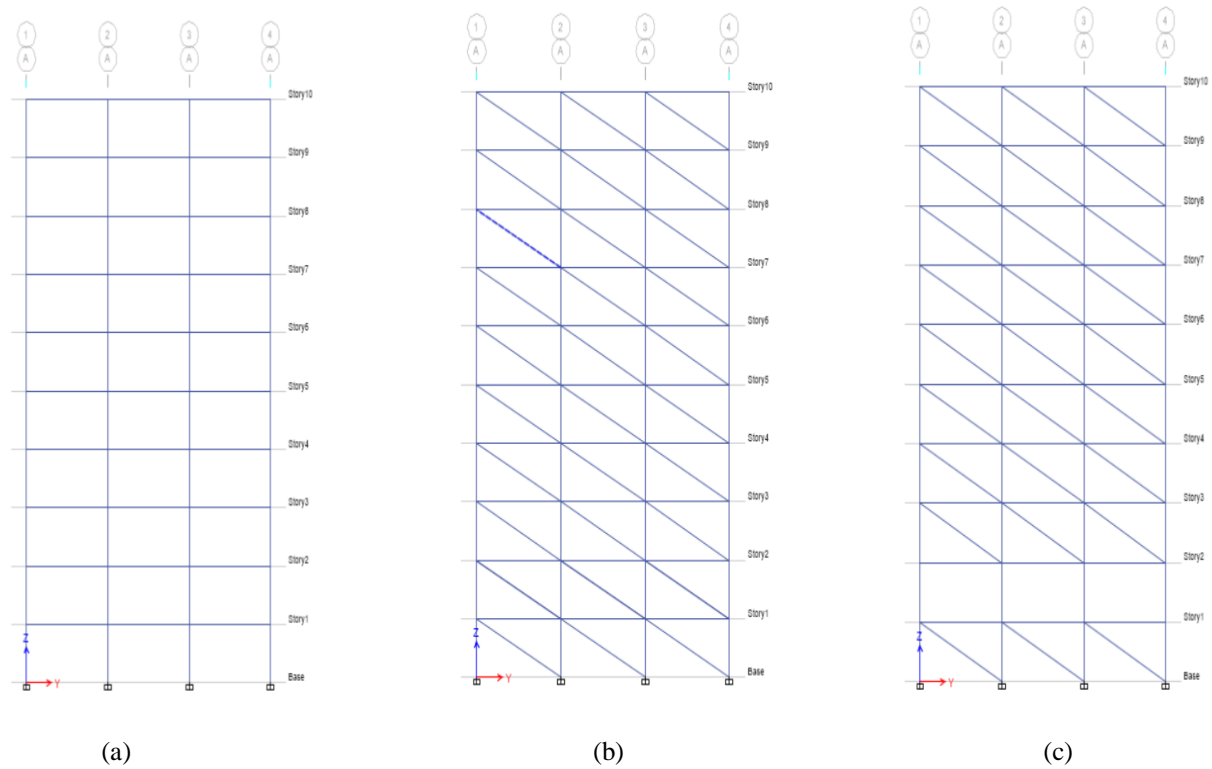 1
2
3
4
A
A
A
A
Story10
Story9
Story8
Story7
Story6
Story5
Story4
Story3
Story2
Story1
Base
Z
Y
(a)
1
2
3
4
A
A
A
A
Story10
Story9
Story8
Story7
Story6
Story5
Story4
Story3
Story2
Story1
Base
Z
Y
(b)
1
2
3
4
A
A
A
A
Story10
Story9
Story8
Story7
Story6
Story5
Story4
Story3
Story2
Story1
Base
Z
Y
(c)